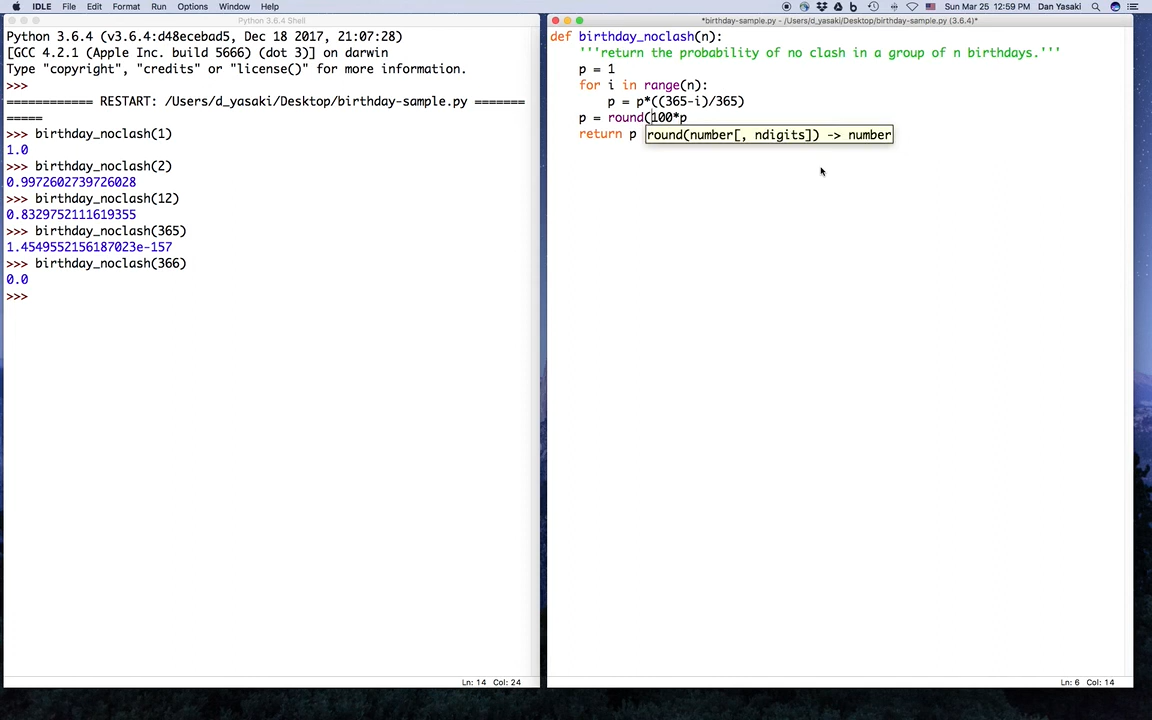 IDLE File Edit Format Run Options Window Help Sun Mar 25 12:59 PM Dan Yasaki
Python 3.6.4 Shell
Python 3.6.4 (v3.6.4:d48ecebad5, Dec 18 2017, 21:07:28)
[GCC 4.2.1 (Apple Inc. build 5666) (dot 3)] on darwin
Type "copyright", "credits" or "license()" for more information.
>>>
============ RESTART: /Users/d_yasaki/Desktop/birthday-sample.py =======
=====
>>> birthday_noclash(1)
1.0
>>> birthday_noclash(2)
0.9972602739726028
>>> birthday_noclash(12)
0.8329752111619355
>>> birthday_noclash(365)
1.4549552156187023e-157
>>> birthday_noclash(366)
0.0
>>>
Ln: 14 Col: 24
*birthday-sample.py - /Users/d_yasaki/Desktop/birthday-sample.py (3.6.4)*
def birthday_noclash(n):
'''return the probability of no clash in a group of n birthdays.'''
p = 1
for i in range(n):
p = p*((365-i)/365)
p = round(100*p
return p
round(number[, ndigits]) -> number
Ln: 6 Col: 14